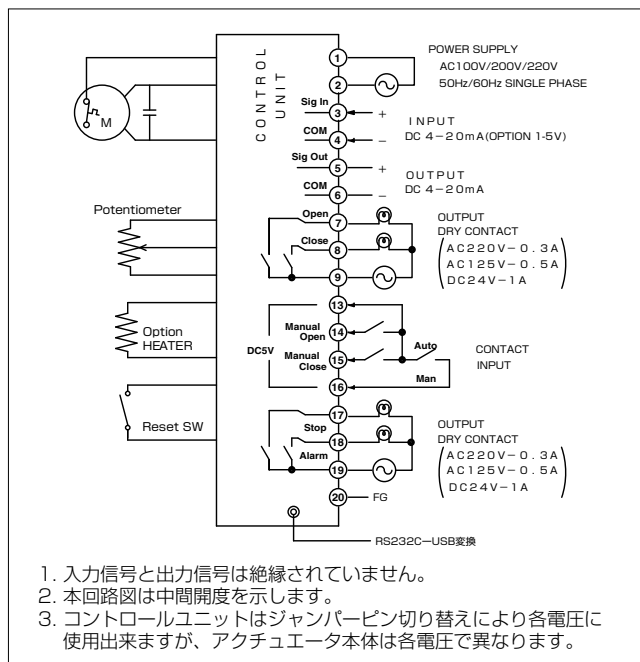 CONTROL UNIT
M
Potentiometer
Option
HEATER
Reset SW
1
2
POWER SUPPLY
AC100V/200V/220V
50Hz/60Hz SINGLE PHASE
Sig In
3
+
COM
4
−
INPUT
DC 4−20mA(OPTION 1-5V)
Sig Out
5
+
COM
6
−
OUTPUT
DC 4−20mA
Open
7
Close
8
9
OUTPUT
DRY CONTACT
AC220V−0.3A
AC125V−0.5A
DC24V−1A
13
Manual
Open
14
DC5V
Manual
Close
15
16
Auto
Man
CONTACT
INPUT
17
Stop
18
Alarm
19
OUTPUT
DRY CONTACT
AC220V−0.3A
AC125V−0.5A
DC24V−1A
20
FG
RS232C−USB変換
1. 入力信号と出力信号は絶縁されていません。
2. 本回路図は中間開度を示します。
3. コントロールユニットはジャンパーピン切り替えにより各電圧に
使用出来ますが、アクチュエータ本体は各電圧で異なります。